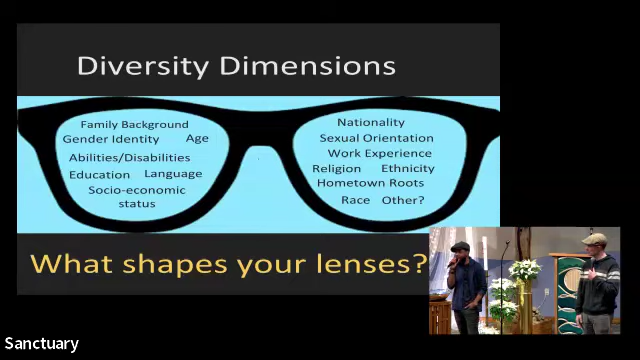 Diversity Dimensions
Family Background
Gender Identity Age
Abilities/Disabilities
Education Language
Socio-economic
status
Nationality
Sexual Orientation
Work Experience
Religion Ethnicity
Hometown Roots
Race Other?
What shapes your lenses?
Sanctuary